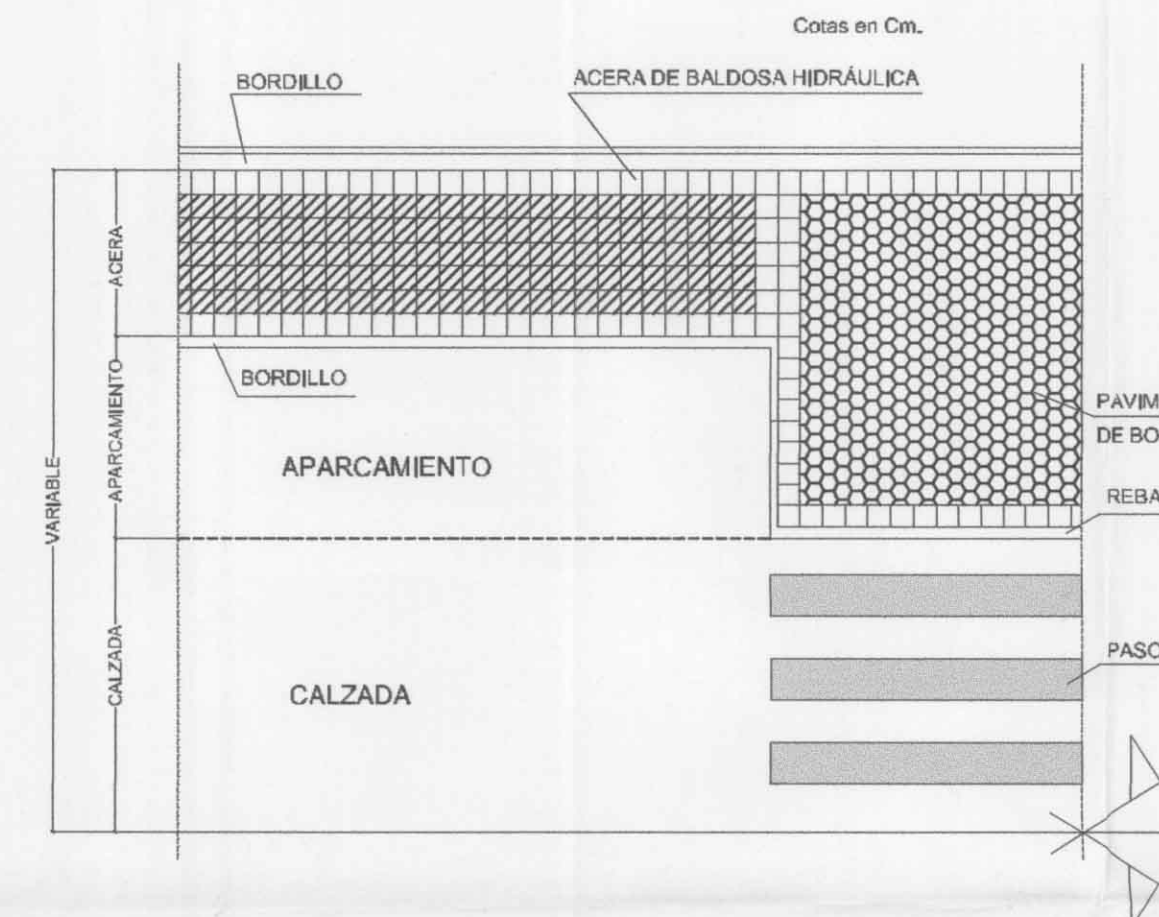 Cotas en Cm.
BORDILLO
ACERA DE BALDOSA HIDRÁULICA
ACERA
BORDILLO
APARCAMIENTO
APARCAMIENTO
PAVIM
DE BO
REBA
VARIABLE
CALZADA
CALZADA
PASO